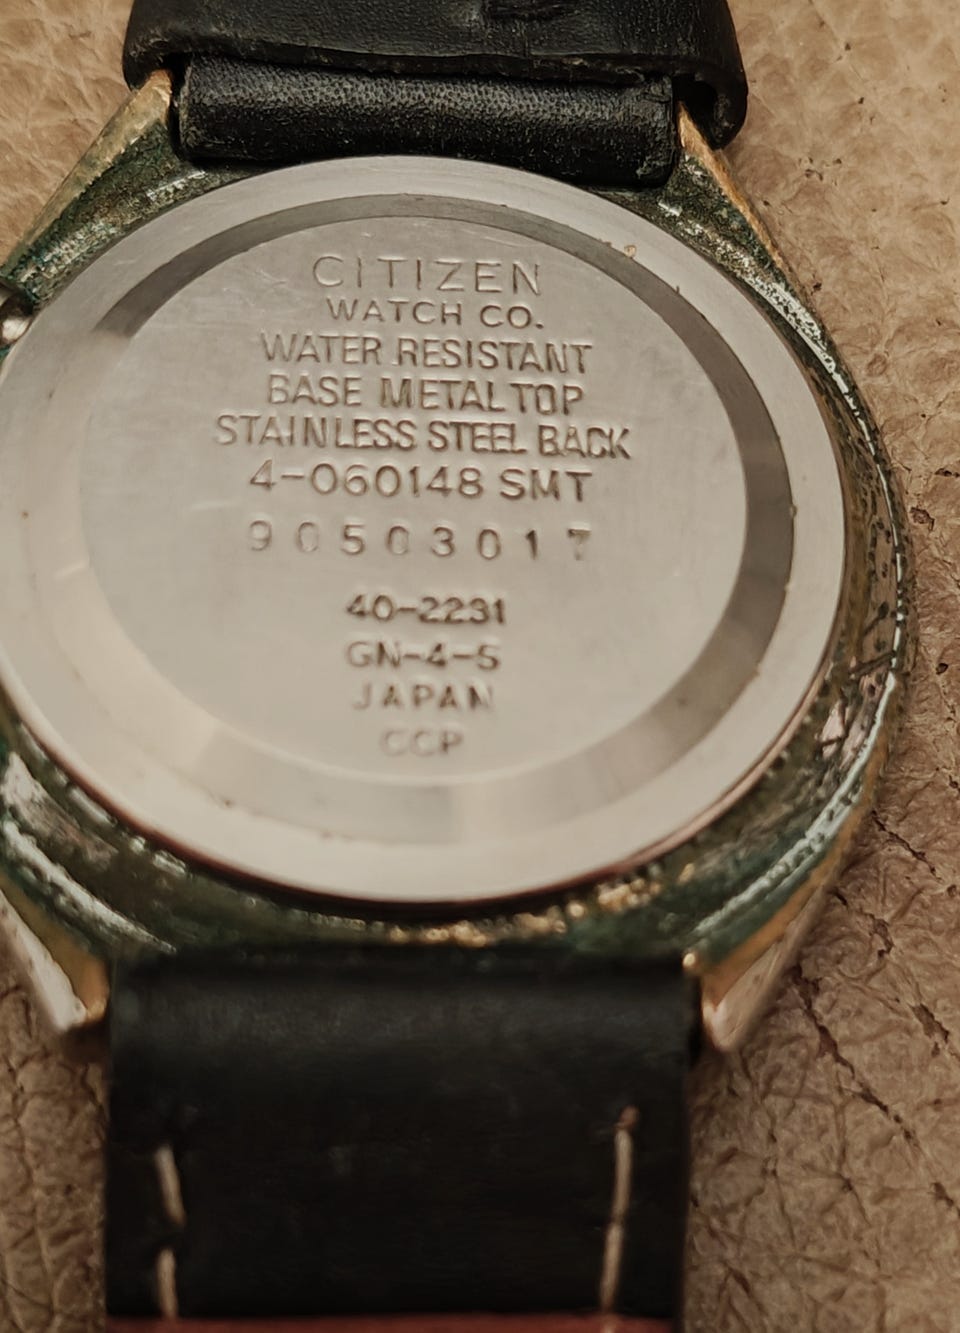 CITIZEN
WATCH CO.
WATER RESISTANT
BASE METAL TOP
STAINLESS STEEL BACK
4-060148 SMT
90503017
40-2231
GN-4-S
JAPAN
CCP